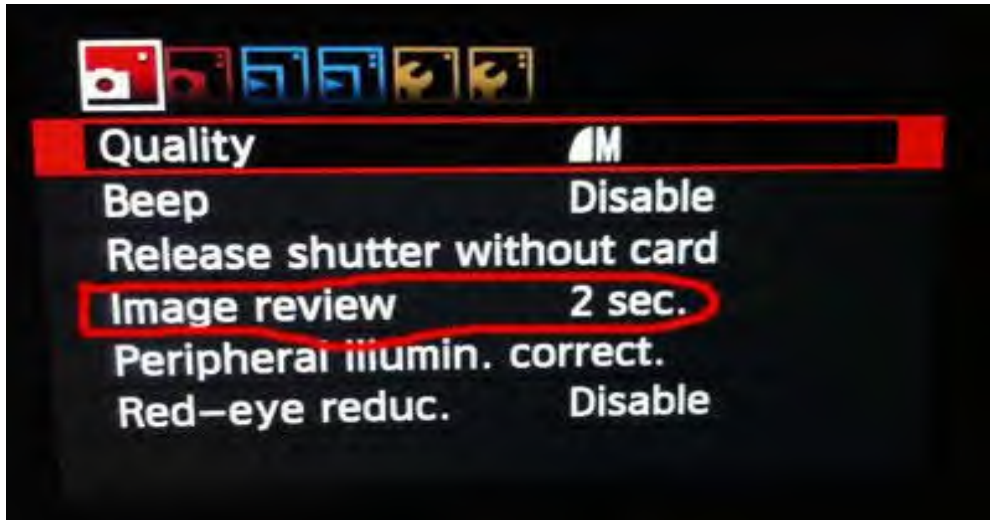 Quality M
Beep Disable
Release shutter without card
Image review 2 sec.
Peripheral illumin. correct.
Red-eye reduc. Disable